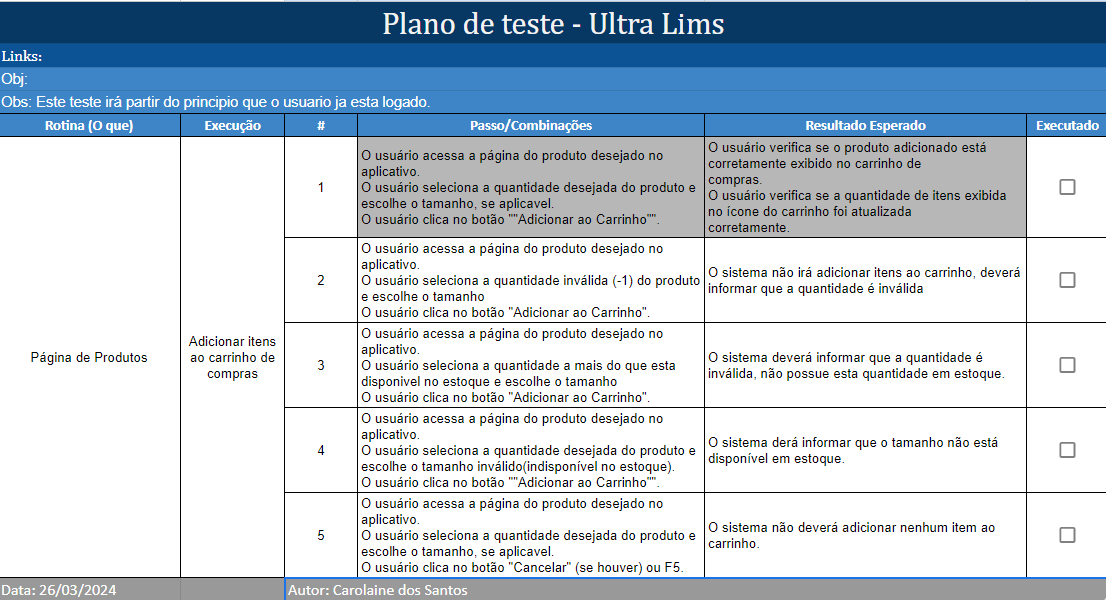 Plano de teste - Ultra Lims
Links:
Obj:
Obs: Este teste irá partir do principio que o usuario ja esta logado.
Rotina (O que) Execução # Passo/Combinações Resultado Esperado Executado
Página de Produtos
Adicionar itens
ao carrinho de
compras
1
O usuário acessa a página do produto desejado no
aplicativo.
O usuário seleciona a quantidade desejada do produto e
escolhe o tamanho, se aplicavel.
O usuário clica no botão ""Adicionar ao Carrinho"".
O usuário verifica se o produto adicionado está
corretamente exibido no carrinho de
compras.
O usuário verifica se a quantidade de itens exibida
no ícone do carrinho foi atualizada
corretamente.
2
O usuário acessa a página do produto desejado no
aplicativo.
O usuário seleciona a quantidade inválida (-1) do produto
e escolhe o tamanho
O usuário clica no botão "Adicionar ao Carrinho".
O sistema não irá adicionar itens ao carrinho, deverá
informar que a quantidade é inválida
3
O usuário acessa a página do produto desejado no
aplicativo.
O usuário seleciona a quantidade a mais do que esta
disponivel no estoque e escolhe o tamanho
O usuário clica no botão "Adicionar ao Carrinho".
O sistema deverá informar que a quantidade é
inválida, não possue esta quantidade em estoque.
4
O usuário acessa a página do produto desejado no
aplicativo.
O usuário seleciona a quantidade desejada do produto e
escolhe o tamanho inválido(indisponível no estoque).
O usuário clica no botão ""Adicionar ao Carrinho"".
O sistema derá informar que o tamanho não está
disponível em estoque.
5
O usuário acessa a página do produto desejado no
aplicativo.
O usuário seleciona a quantidade desejada do produto e
escolhe o tamanho, se aplicavel.
O usuário clica no botão "Cancelar" (se houver) ou F5.
O sistema não deverá adicionar nenhum item ao
carrinho.
Data: 26/03/2024 Autor: Carolaine dos Santos